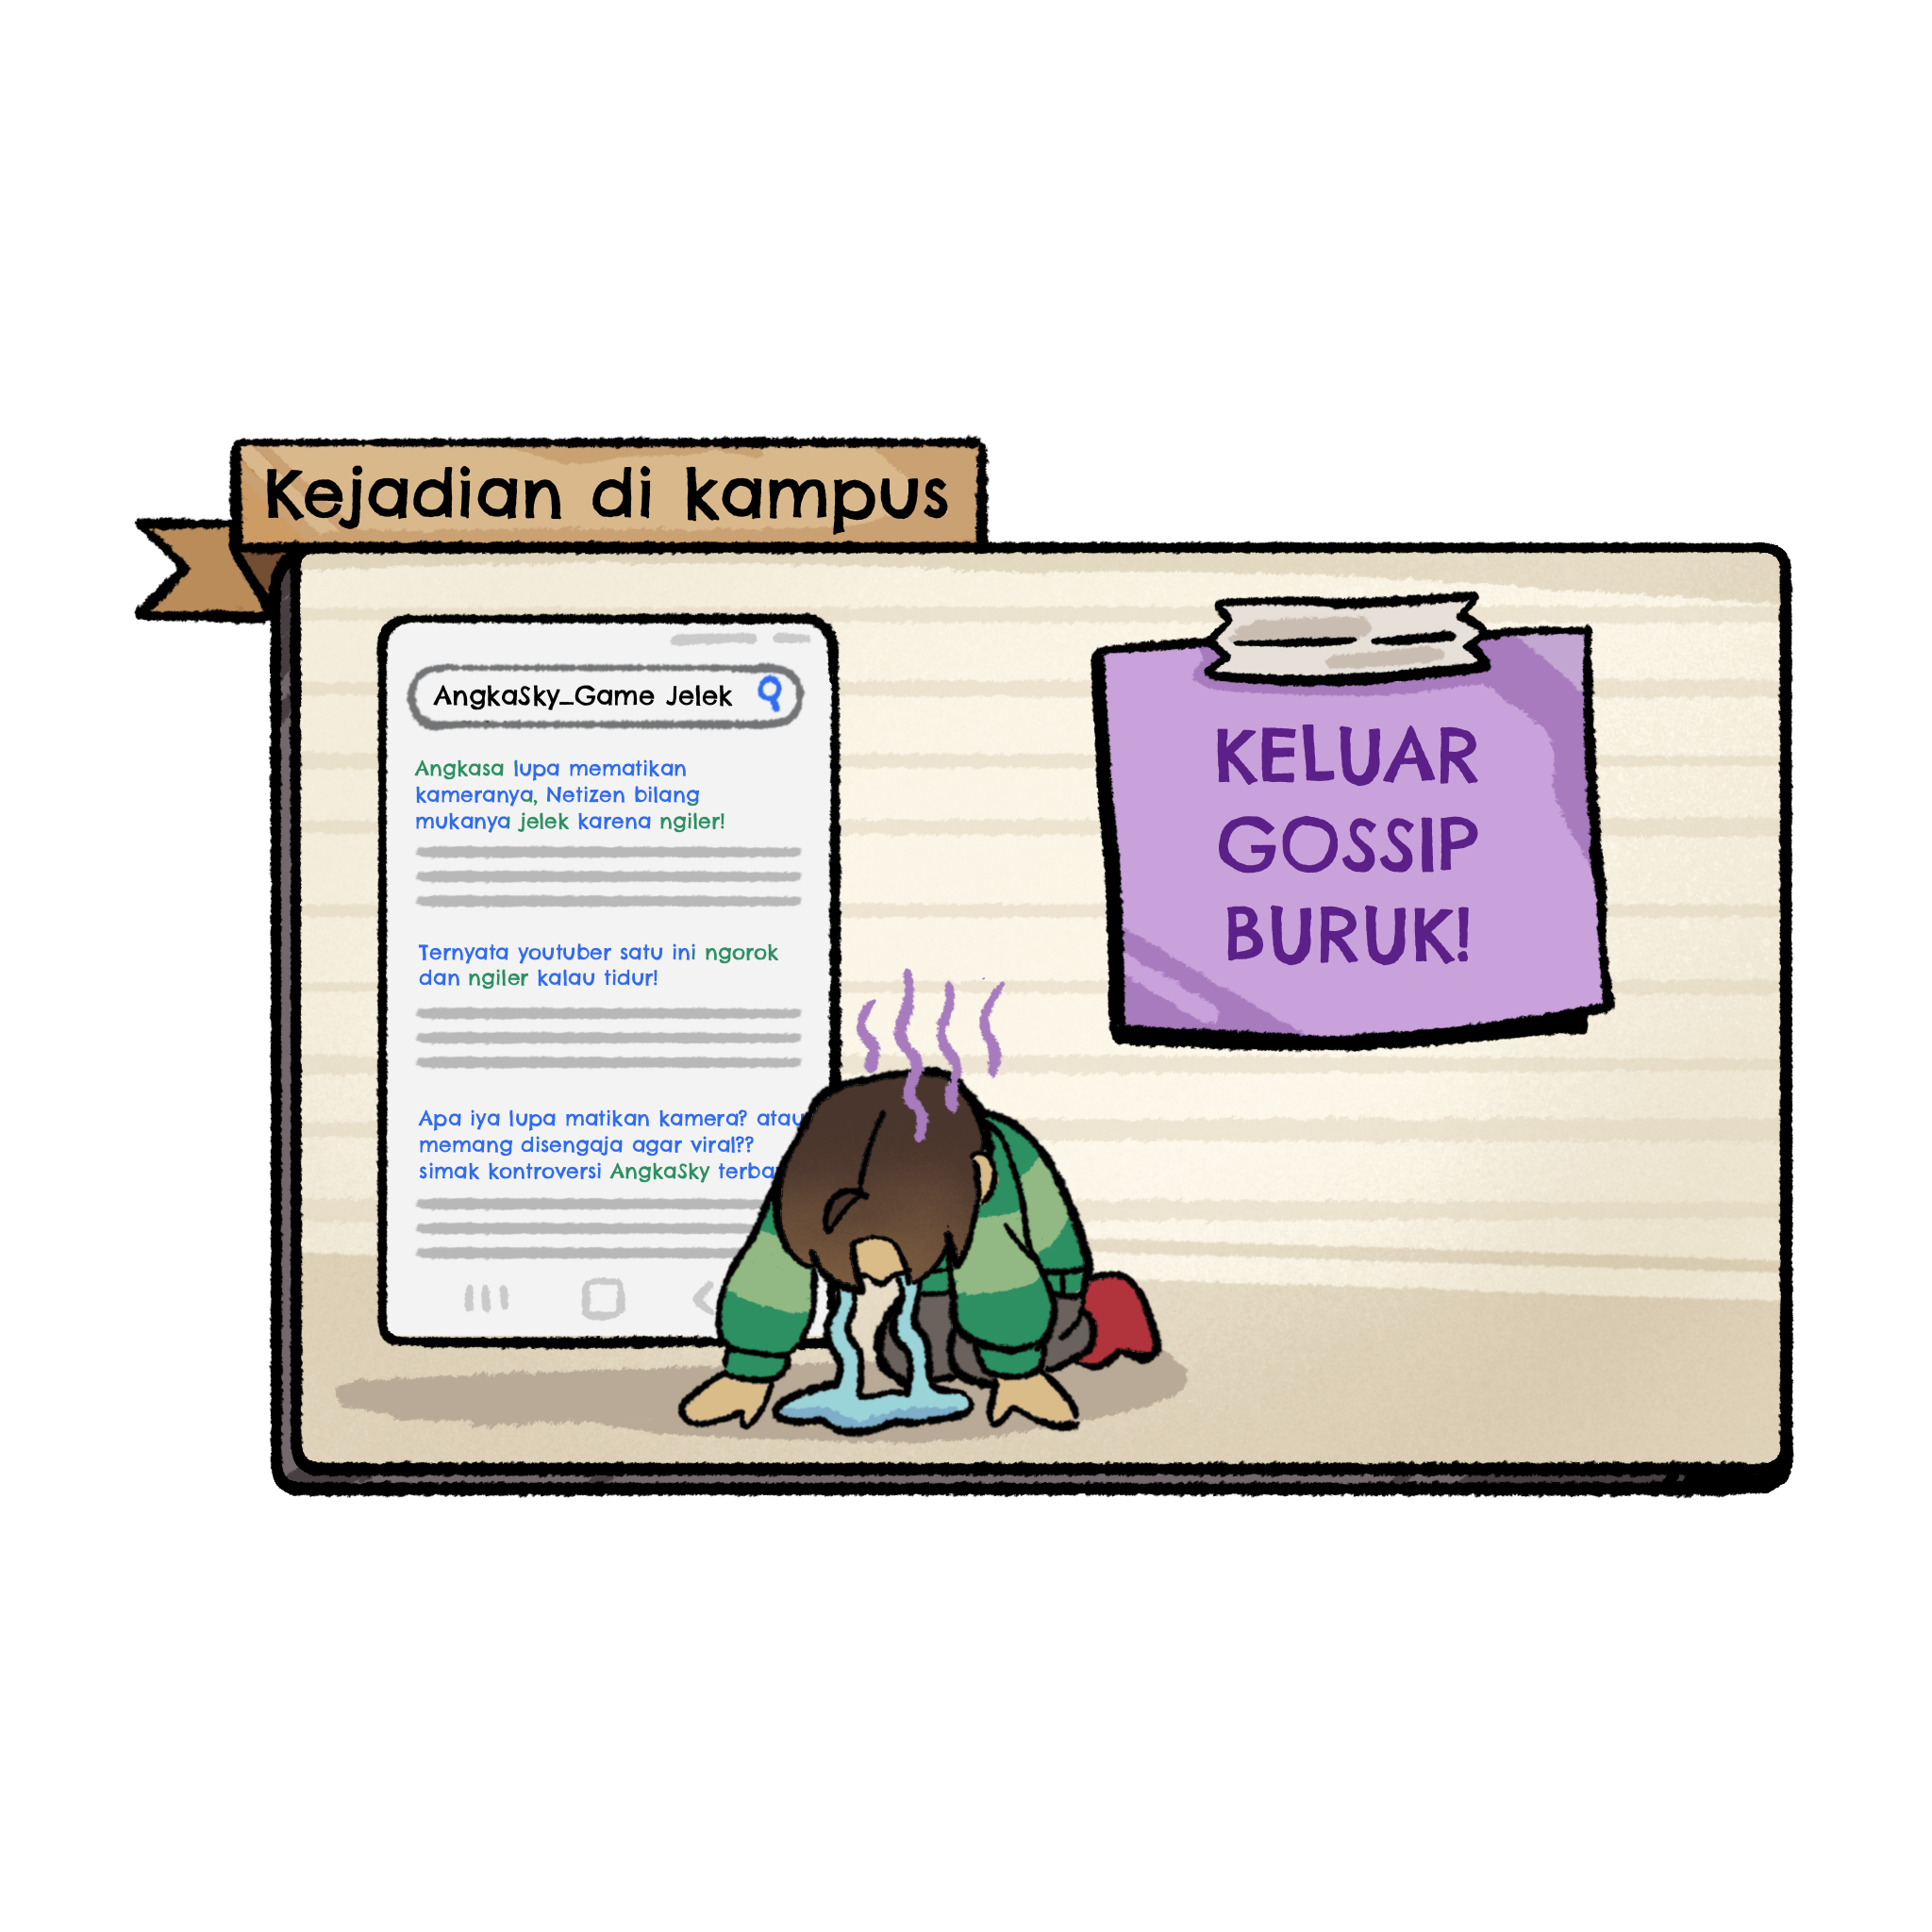 Kejadian di kampus
AngkaSky_Game Jelek
Angkasa lupa mematikan
kameranya, Netizen bilang
mukanya jelek karena ngiler!
Ternyata youtuber satu ini ngorok
dan ngiler kalau tidur!
Apa iya lupa matikan kamera? atau
memang disengaja agar viral??
simak kontroversi AngkaSky
KELUAR
GOSSIP
BURUK!